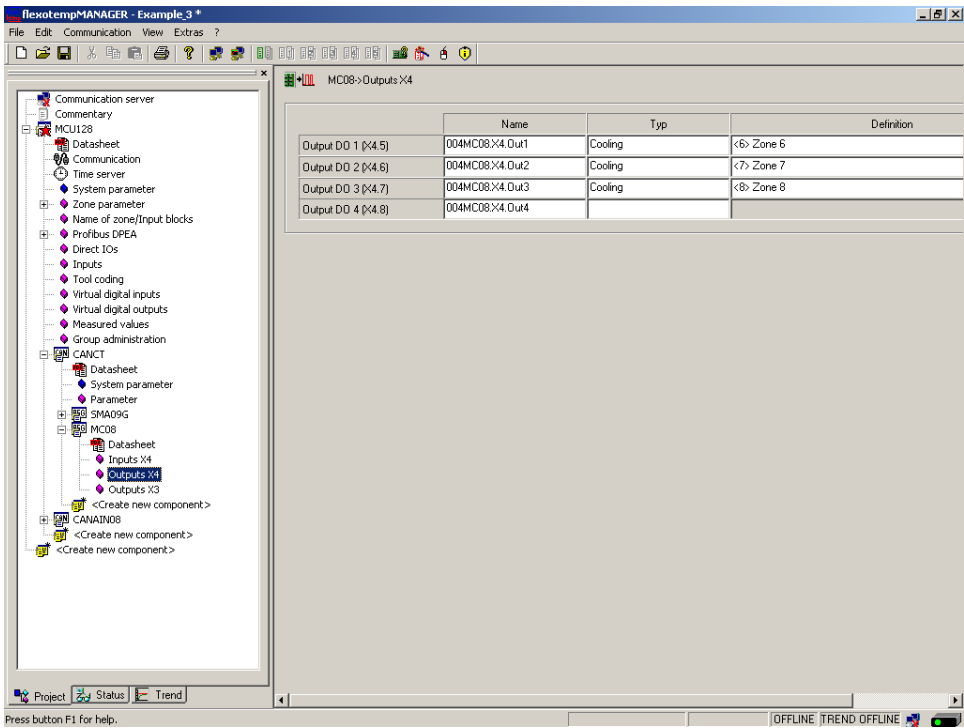 flexotempMANAGER - Example_3 *
File Edit Communication View Extras ?
MC08->Outputs X4
Communication server
Commentary
MCU128
Datasheet
Communication
Time server
System parameter
Zone parameter
Name of zone/Input blocks
Profibus DPEA
Direct IOs
Inputs
Tool coding
Virtual digital inputs
Virtual digital outputs
Measured values
Group administration
CANCT
Datasheet
System parameter
Parameter
SMA09G
MC08
Datasheet
Inputs X4
Outputs X4
Outputs X3
<Create new component>
CANAIN08
<Create new component>
<Create new component>
Name Typ Definition
Output DO 1 (X4.5) 004MC08.X4.Out1 Cooling <6> Zone 6
Output DO 2 (X4.6) 004MC08.X4.Out2 Cooling <7> Zone 7
Output DO 3 (X4.7) 004MC08.X4.Out3 Cooling <8> Zone 8
Output DO 4 (X4.8) 004MC08.X4.Out4
Project Status Trend
Press button F1 for help. OFFLINE TREND OFFLINE